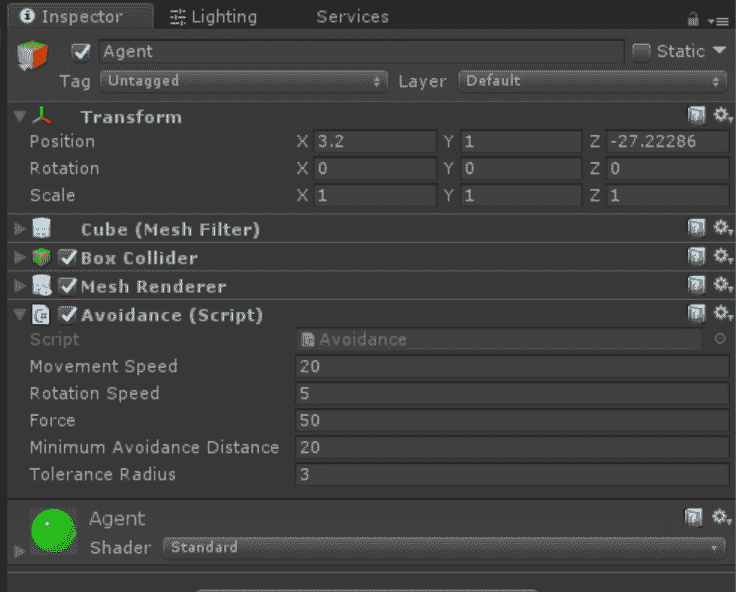 Inspector Lighting Services
Agent Static
Tag Untagged Layer Default
Transform
Position X 3.2 Y 1 Z -27.22286
Rotation X 0 Y 0 Z 0
Scale X 1 Y 1 Z 1
Cube (Mesh Filter)
Box Collider
Mesh Renderer
Avoidance (Script)
Script Avoidance
Movement Speed 20
Rotation Speed 5
Force 50
Minimum Avoidance Distance 20
Tolerance Radius 3
Agent
Shader Standard